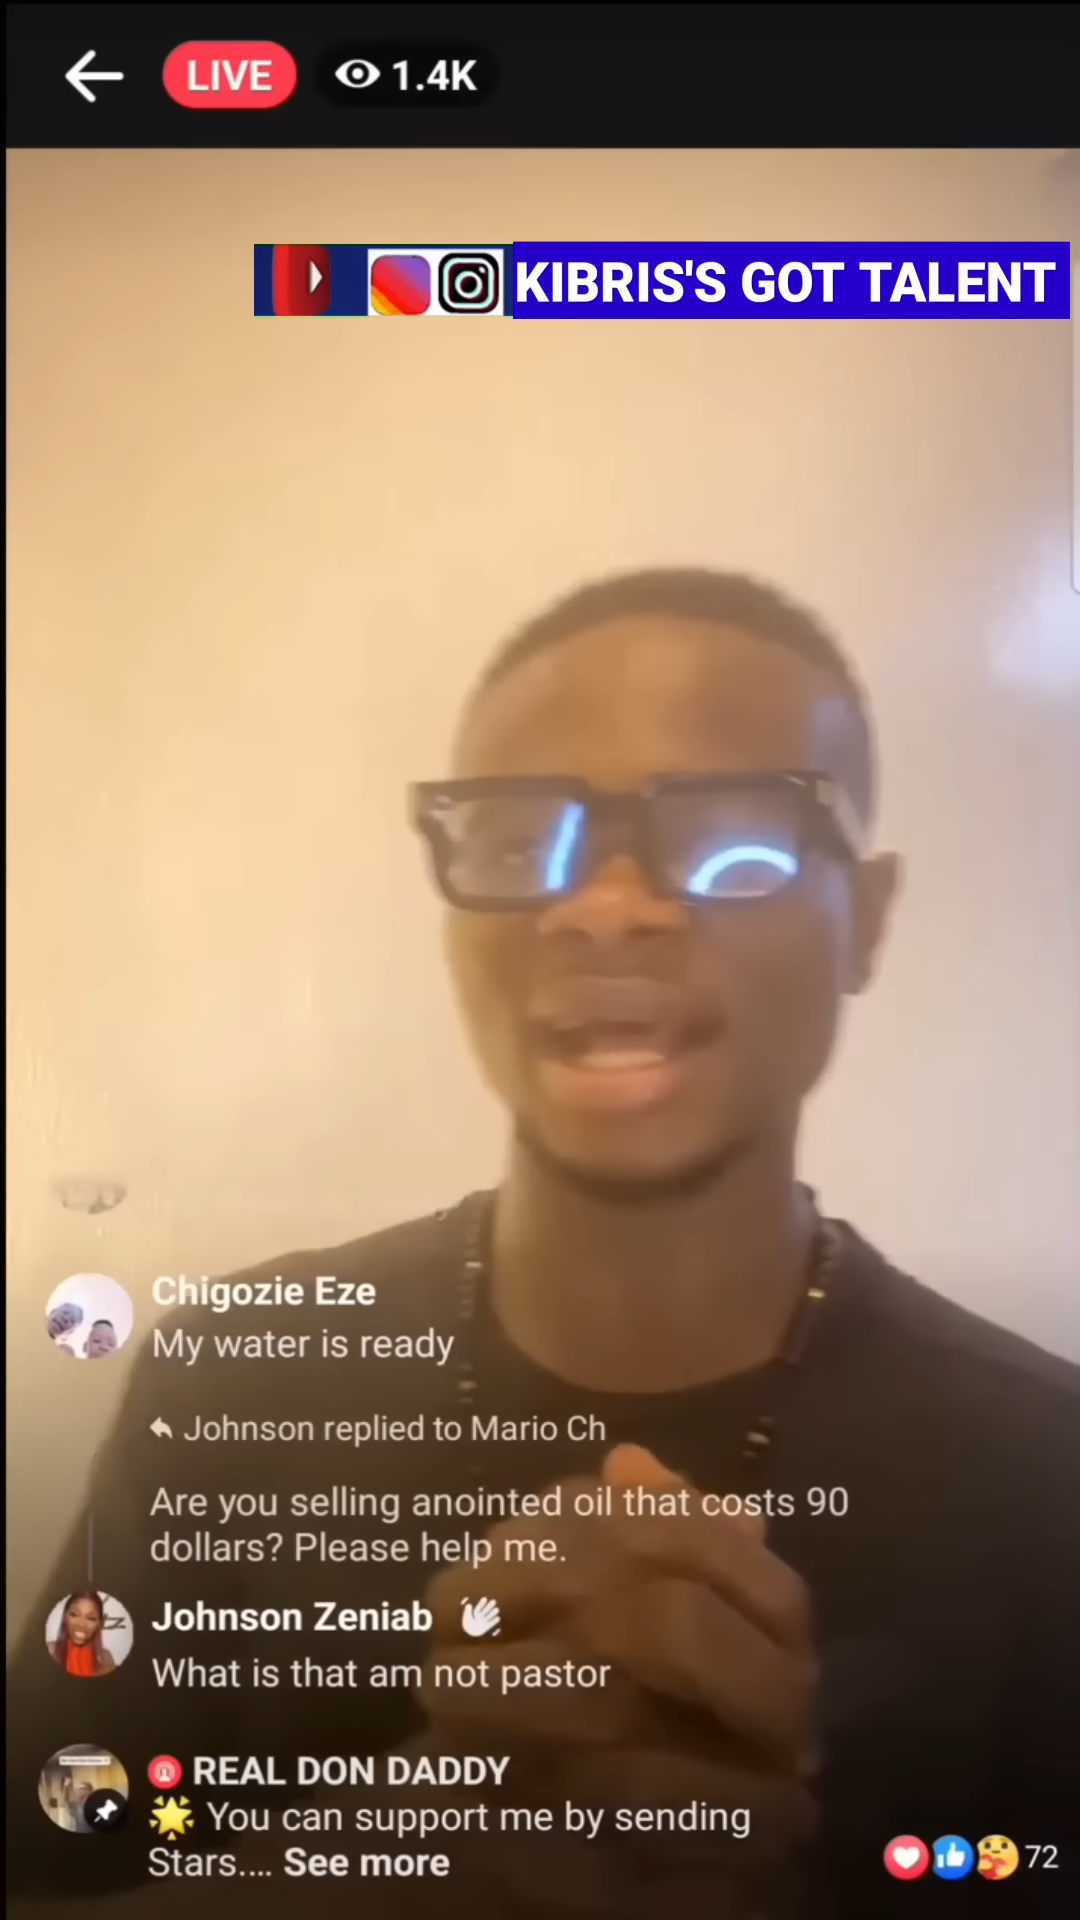 LIVE 1.4K
KIBRIS'S GOT TALENT
Chigozie Eze
My water is ready
Johnson replied to Mario Ch
Are you selling anointed oil that costs 90
dollars? Please help me.
Johnson Zeniab 👋
What is that am not pastor
REAL DON DADDY
🌟 You can support me by sending
Stars.... See more
72